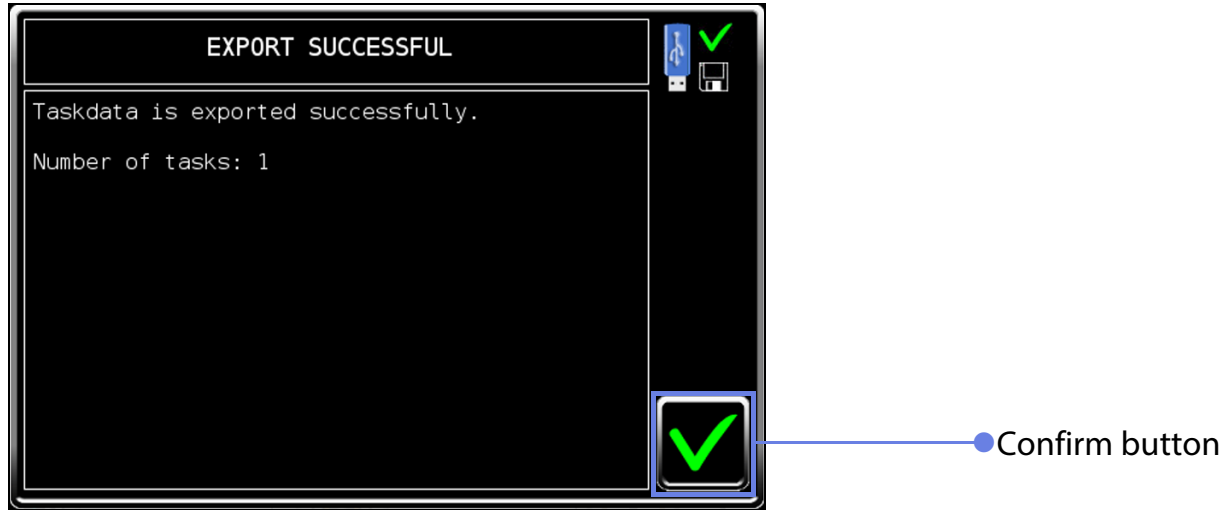 EXPORT SUCCESSFUL
Taskdata is exported successfully.
Number of tasks: 1
Confirm button